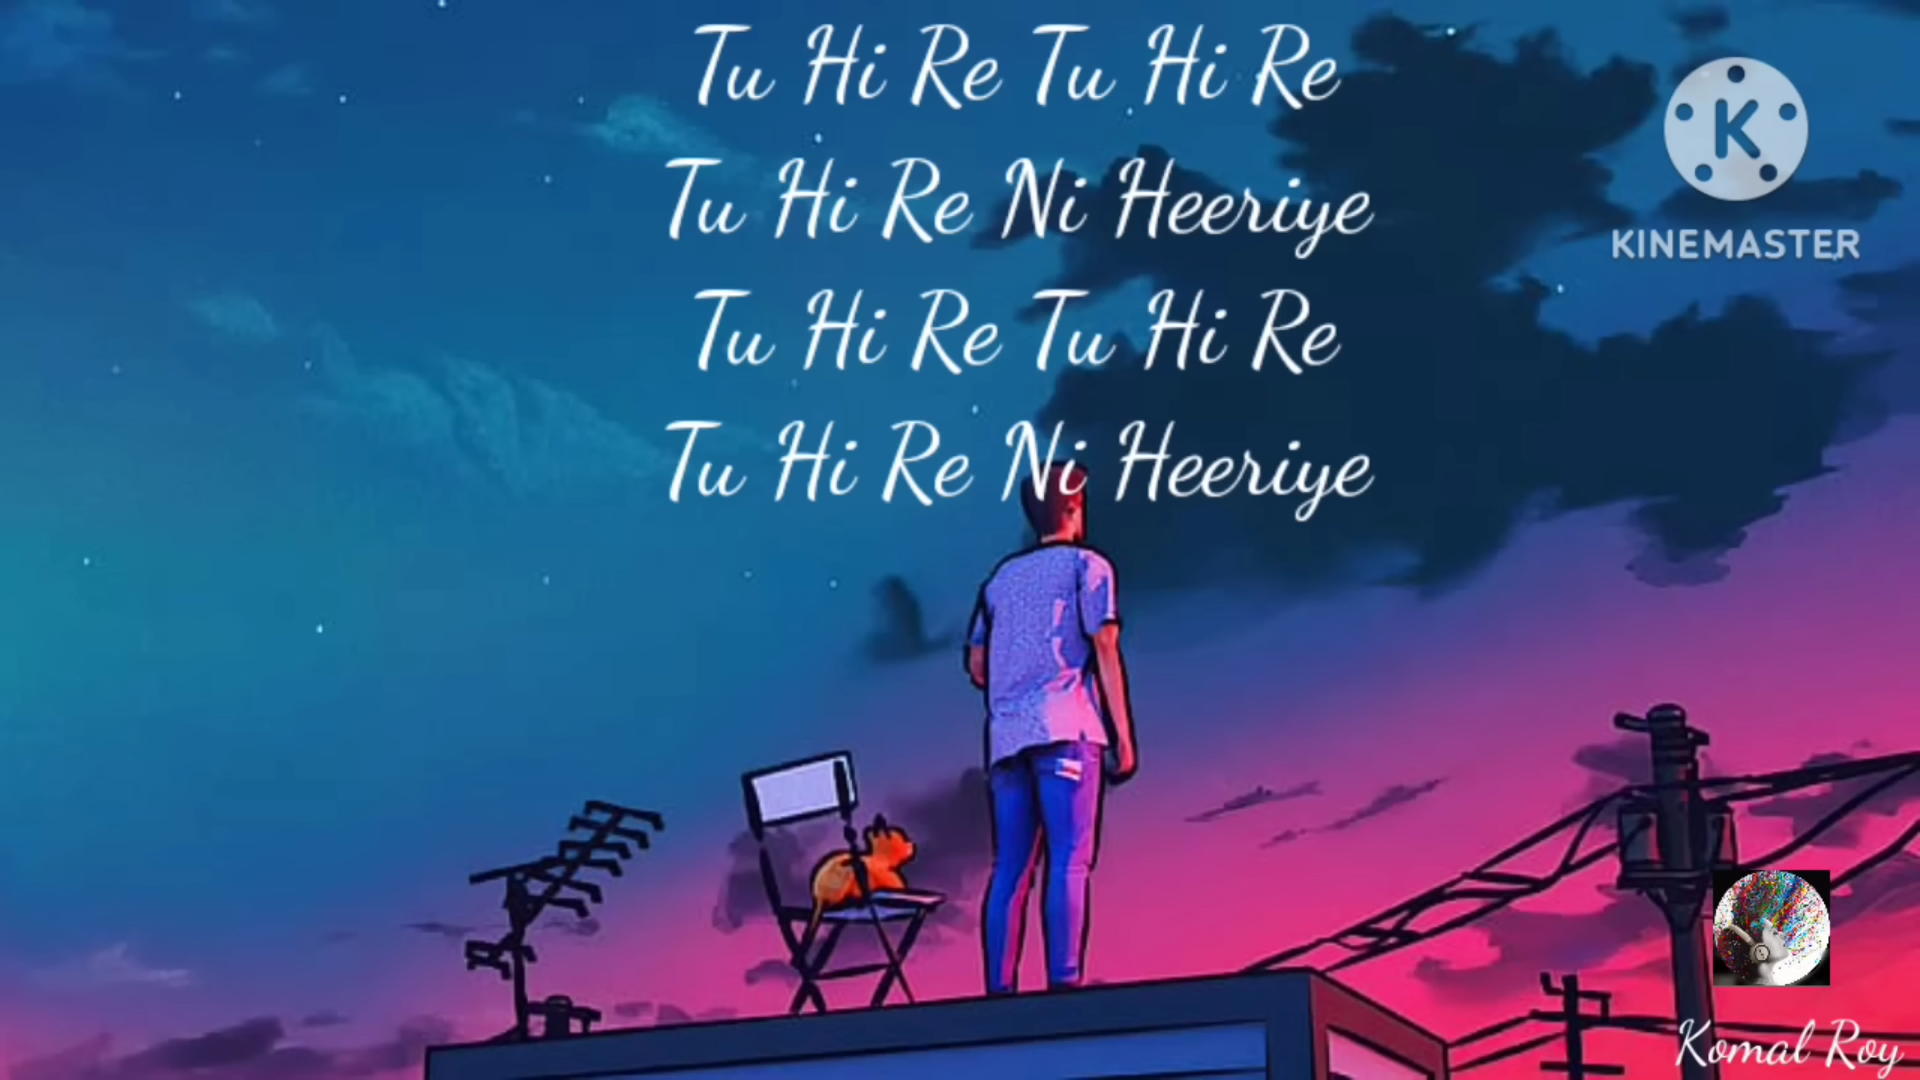 Tu Hi Re Tu Hi Re
Tu Hi Re Ni Heeriye
Tu Hi Re Tu Hi Re
Tu Hi Re Ni Heeriye
K
KINEMASTER
Komal Roy